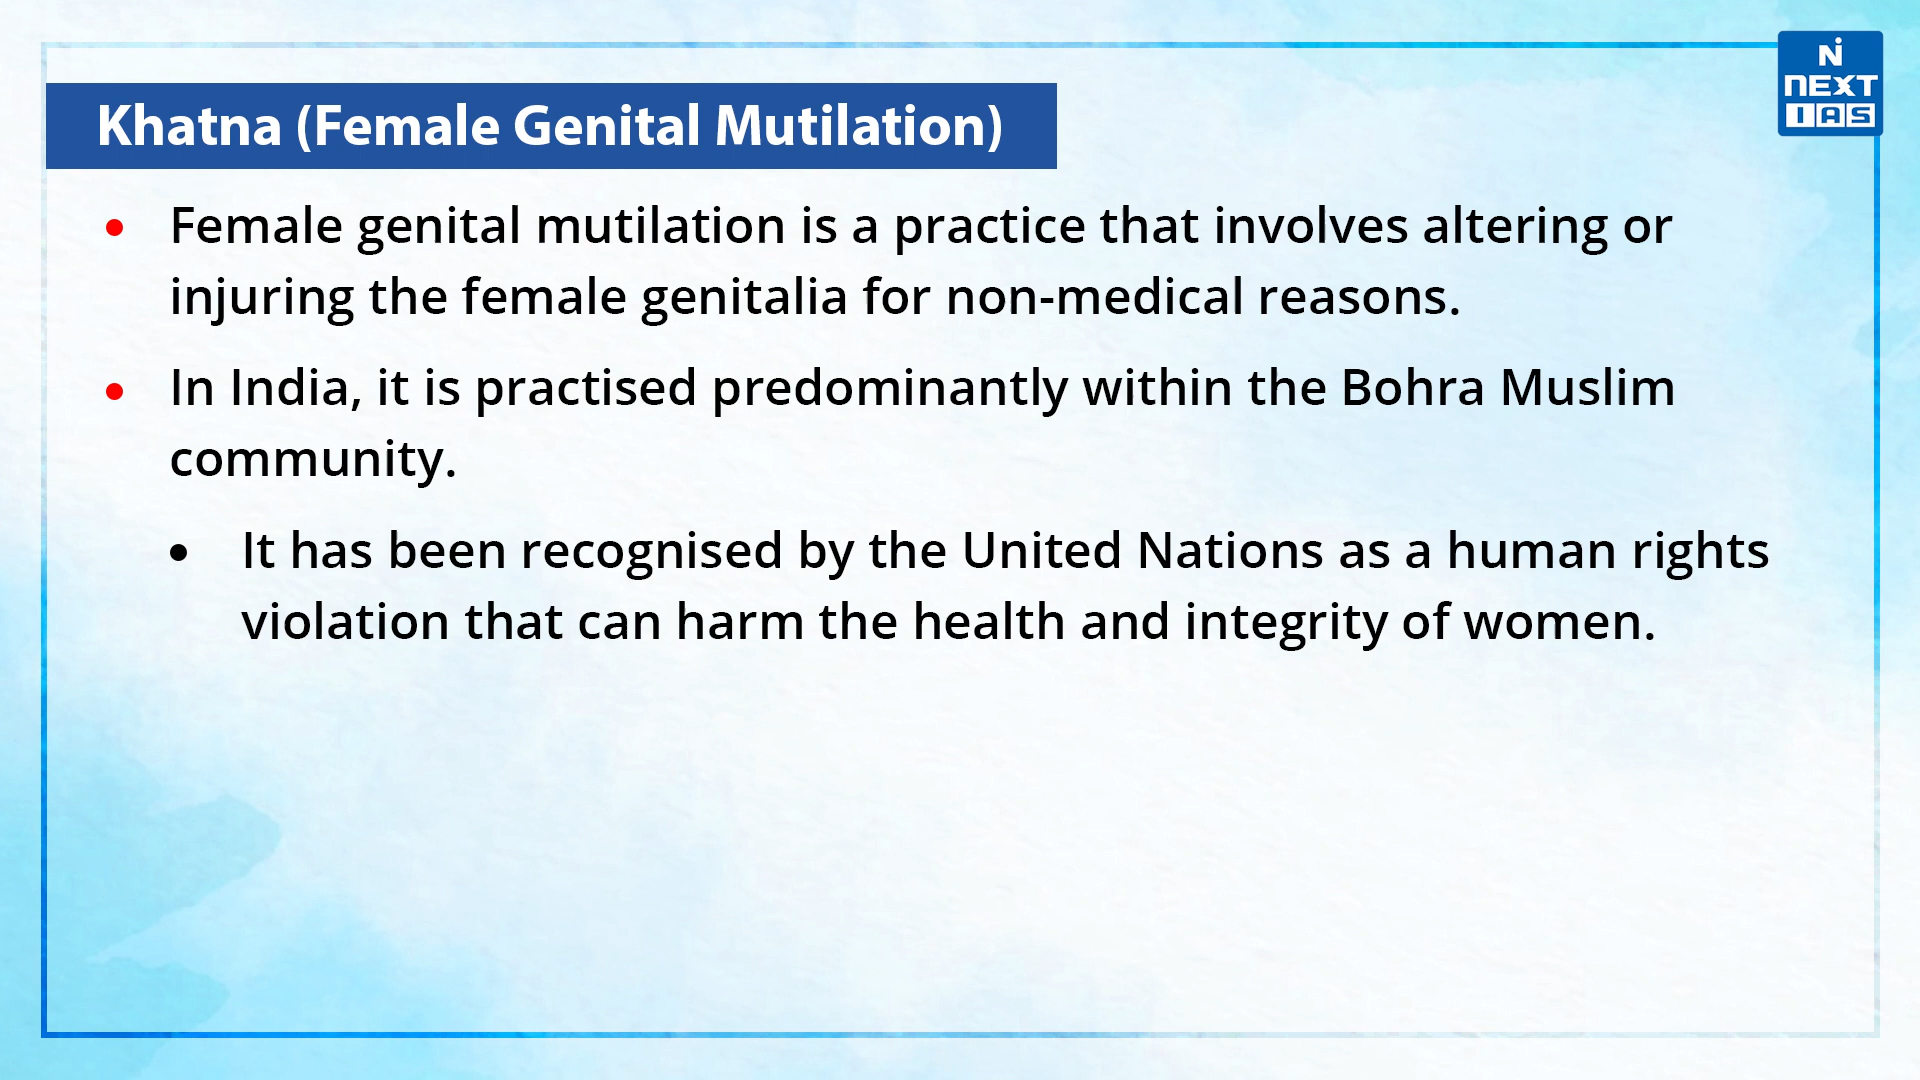 N
NEXT
IAS
Khatna (Female Genital Mutilation)
• Female genital mutilation is a practice that involves altering or
injuring the female genitalia for non-medical reasons.
• In India, it is practised predominantly within the Bohra Muslim
community.
• It has been recognised by the United Nations as a human rights
violation that can harm the health and integrity of women.